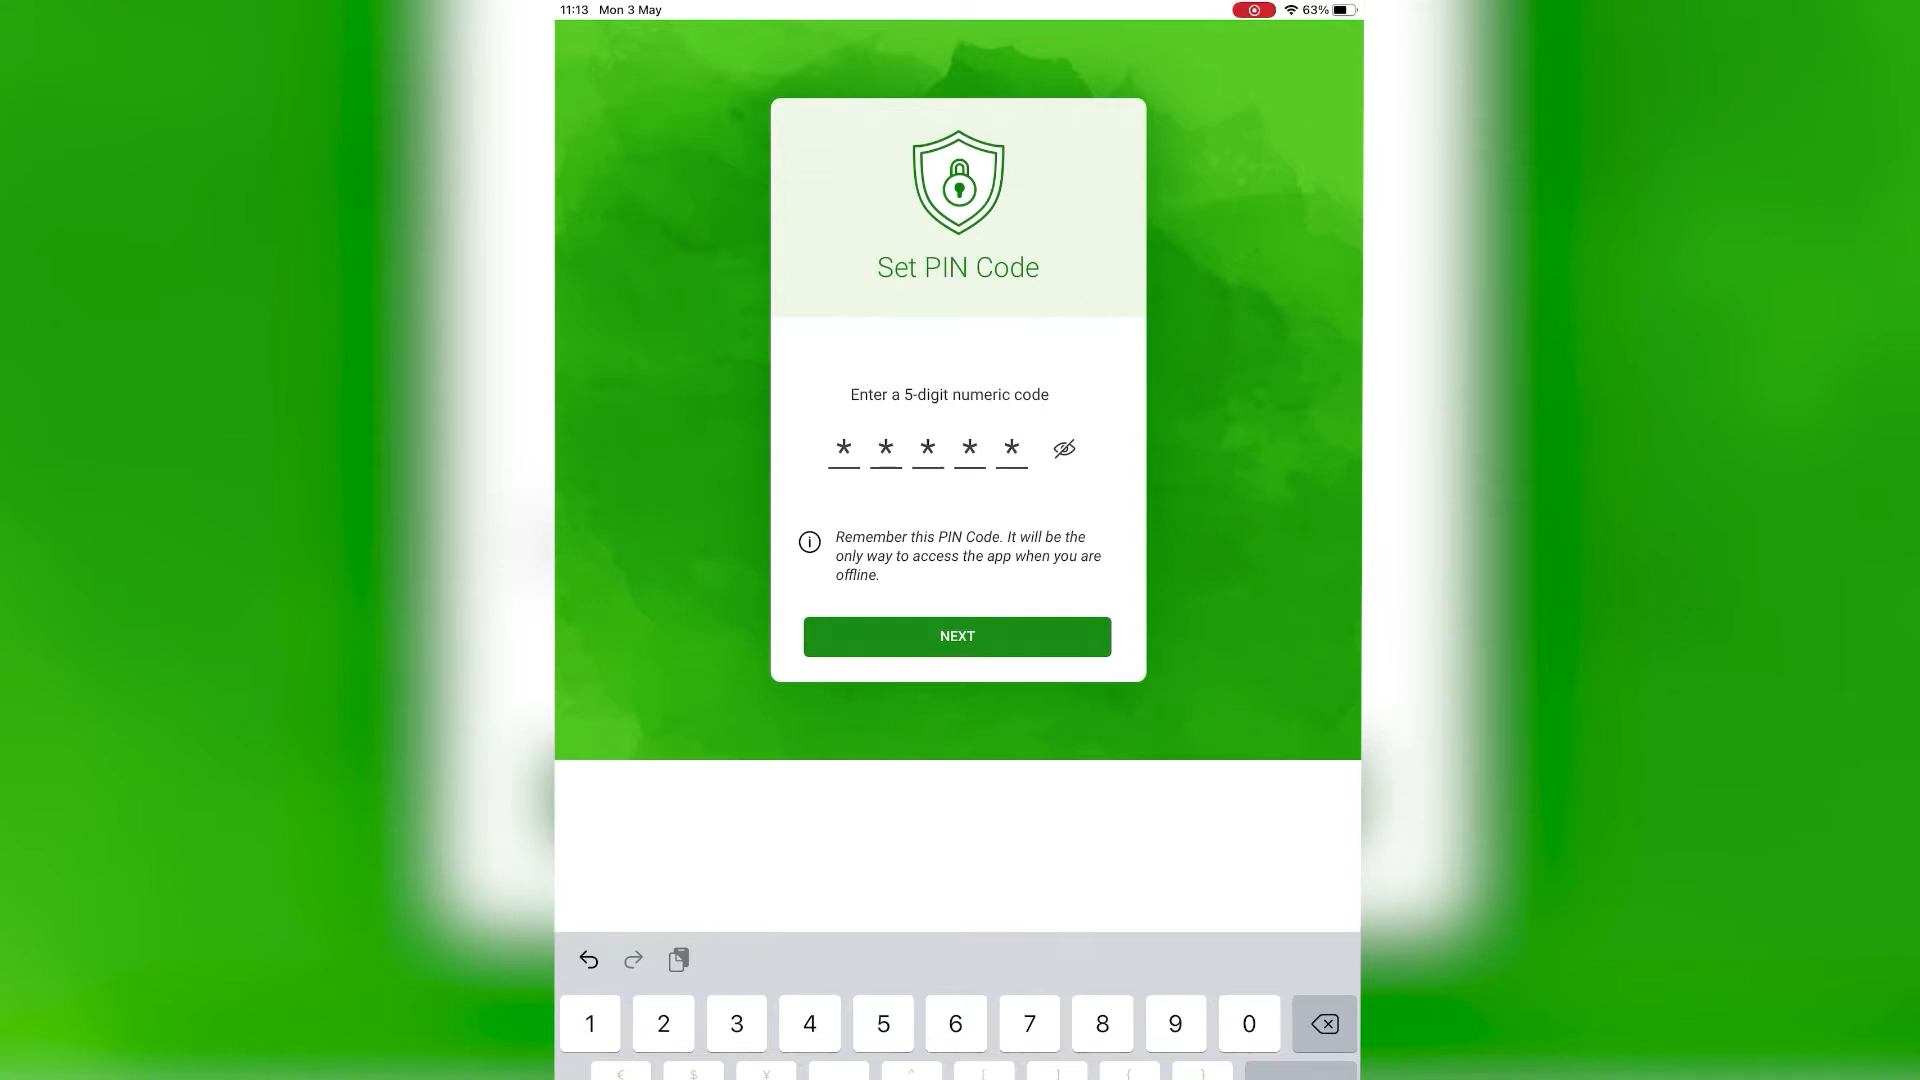 11:13 Mon 3 May
63%
Set PIN Code
Enter a 5-digit numeric code
* * * * *
Remember this PIN Code. It will be the
only way to access the app when you are
offline.
NEXT
1 2 3 4 5 6 7 8 9 0
€ $ ¥ ^ [ ] { }